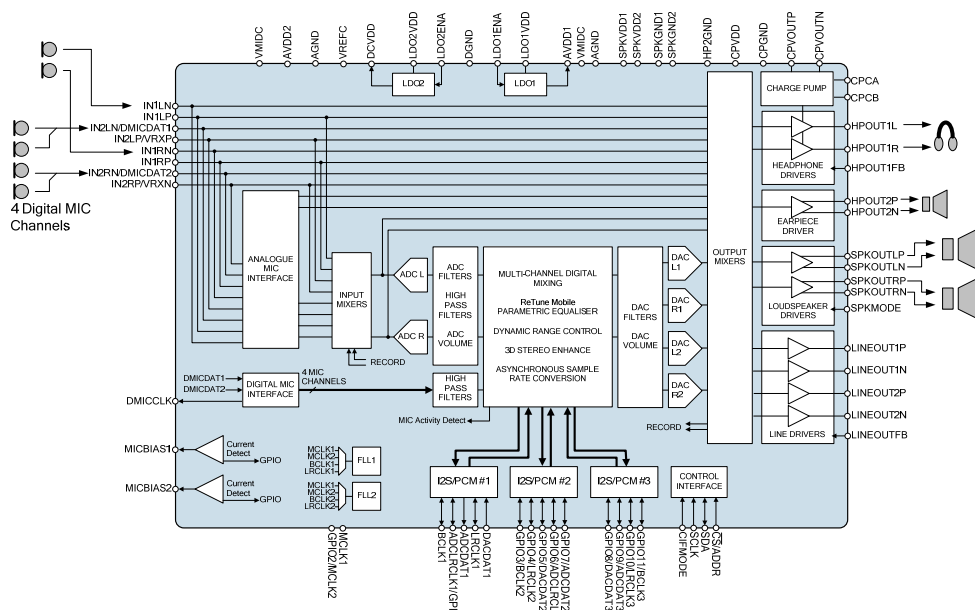 VMIDC
AVDD2
AGND
VREFC
DCVDD
LDO2VDD
LDO2ENA
DGND
LDO1ENA
LDO1VDD
AVDD1
VMIDC
AGND
SPKVDD1
SPKVDD2
SPKGND1
SPKGND2
HP2GND
CPVDD
CPGND
CPVOUTP
CPVOUTN
LDO2
LDO1
CHARGE PUMP
CPCA
CPCB
IN1LN
IN1LP
IN2LN/DMICDAT1
IN2LP/VRXP
IN1RN
IN1RP
IN2RN/DMICDAT2
IN2RP/VRXN
4 Digital MIC
Channels
HPOUT1L
HPOUT1R
HEADPHONE
DRIVERS
HPOUT1FB
HPOUT2P
HPOUT2N
EARPIECE
DRIVER
SPKOUTLP
SPKOUTLN
SPKOUTRP
SPKOUTRN
LOUDSPEAKER
DRIVERS
SPKMODE
LINEOUT1P
LINEOUT1N
LINEOUT2P
LINEOUT2N
LINE DRIVERS
LINEOUTFB
ANALOGUE
MIC
INTERFACE
INPUT
MIXERS
RECORD
ADC L
ADC R
ADC
FILTERS
HIGH
PASS
FILTERS
ADC
VOLUME
MULTI-CHANNEL DIGITAL
MIXING
ReTune Mobile
PARAMETRIC EQUALISER
DYNAMIC RANGE CONTROL
3D STEREO ENHANCE
ASYNCHRONOUS SAMPLE
RATE CONVERSION
DAC
FILTERS
DAC
VOLUME
DAC
L1
DAC
R1
DAC
L2
DAC
R2
OUTPUT
MIXERS
RECORD
DMICDAT1
DMICDAT2
DIGITAL MIC
INTERFACE
4 MIC
CHANNELS
HIGH
PASS
FILTERS
DMICCLK
MIC Activity Detect
MICBIAS1
Current
Detect
GPIO
MICBIAS2
Current
Detect
GPIO
MCLK1
MCLK2
BCLK1
LRCLK1
FLL1
MCLK1
MCLK2
BCLK2
LRCLK2
FLL2
I2S/PCM #1
I2S/PCM #2
I2S/PCM #3
CONTROL
INTERFACE
GPIO2/MCLK2
MCLK1
BCLK1
ADCLRCLK1/GPI
ADCDAT1
LRCLK1
DACDAT1
GPIO3/BCLK2
GPIO4/LRCLK2
GPIO5/DACDAT2
GPIO6/ADCLRCL
GPIO7/ADCDAT2
GPIO8/DACDAT3
GPIO9/ADCDAT3
GPIO10/LRCLK3
GPIO11/BCLK3
CIFMODE
SCLK
SDA
CS/ADDR